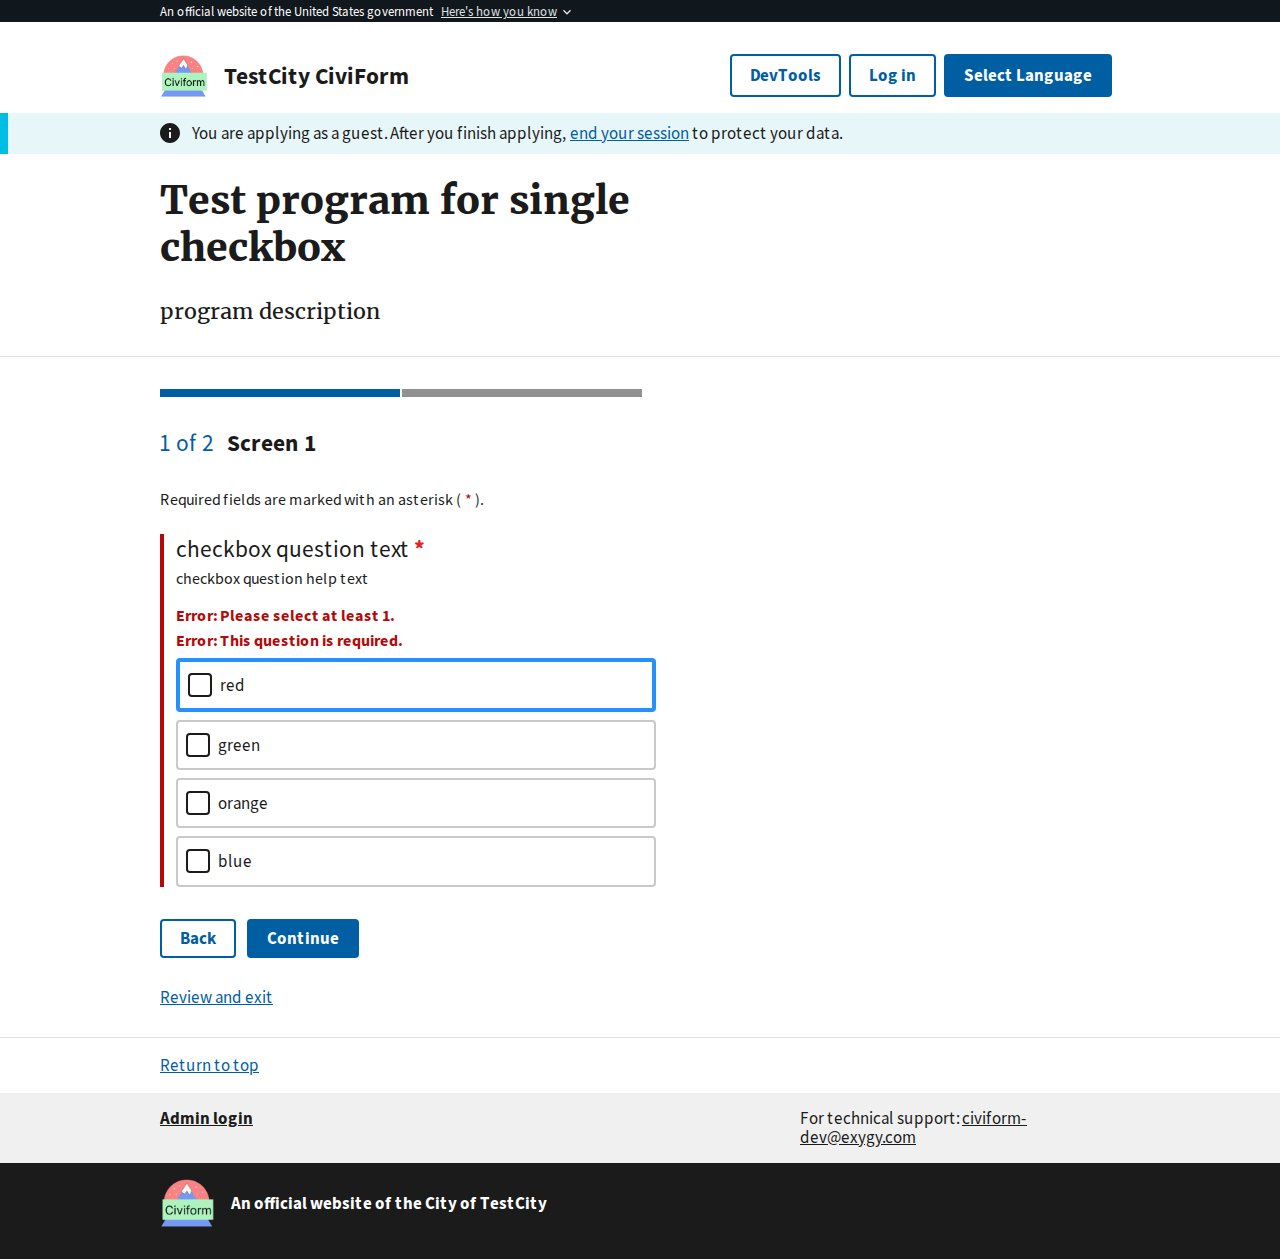 An official website of the United States government Here's how you know
Civiform
TestCity CiviForm
DevTools
Log in
Select Language
You are applying as a guest. After you finish applying, end your session to protect your data.
Test program for single
checkbox
program description
1 of 2 Screen 1
Required fields are marked with an asterisk ( * ).
checkbox question text *
checkbox question help text
Error: Please select at least 1.
Error: This question is required.
red
green
orange
blue
Back
Continue
Review and exit
Return to top
Admin login
For technical support: civiform-
dev@exygy.com
Civiform
An official website of the City of TestCity